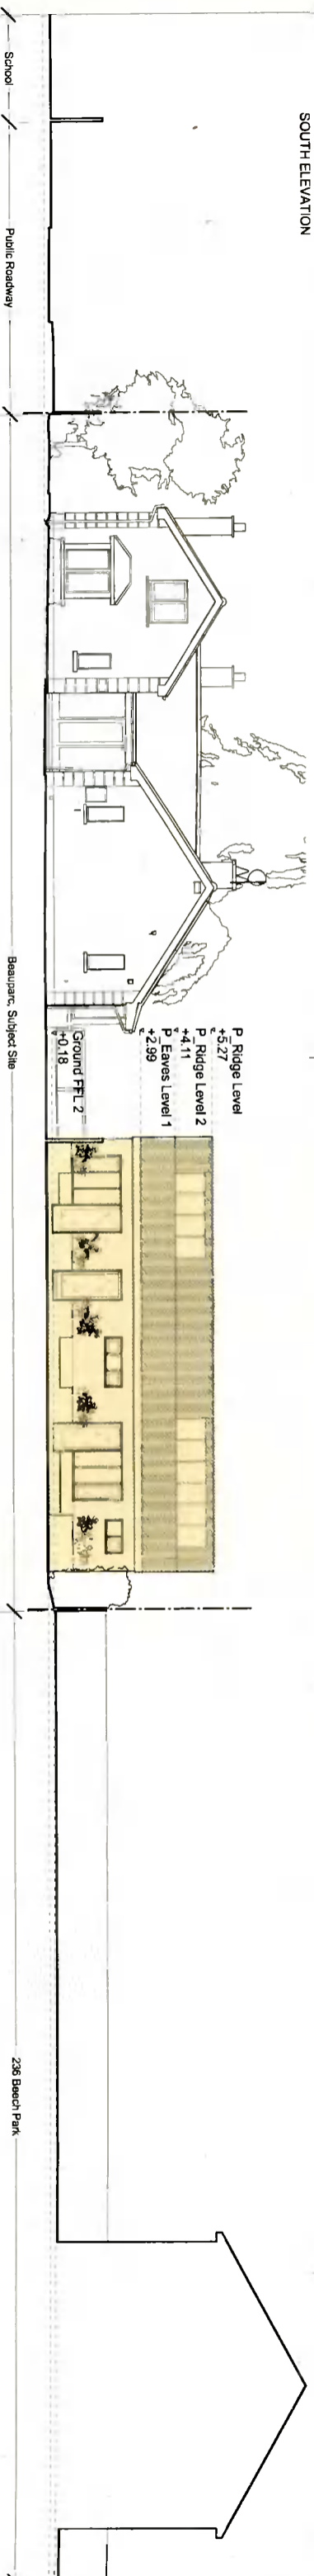 SOUTH ELEVATION
P_Ridge Level
+5.27
P_Ridge Level 2
+4.11
P_Eaves Level 1
+2.99
Ground FFL 2
+0.18
School
Public Roadway
Beauparc, Subject Site
236 Beech Park